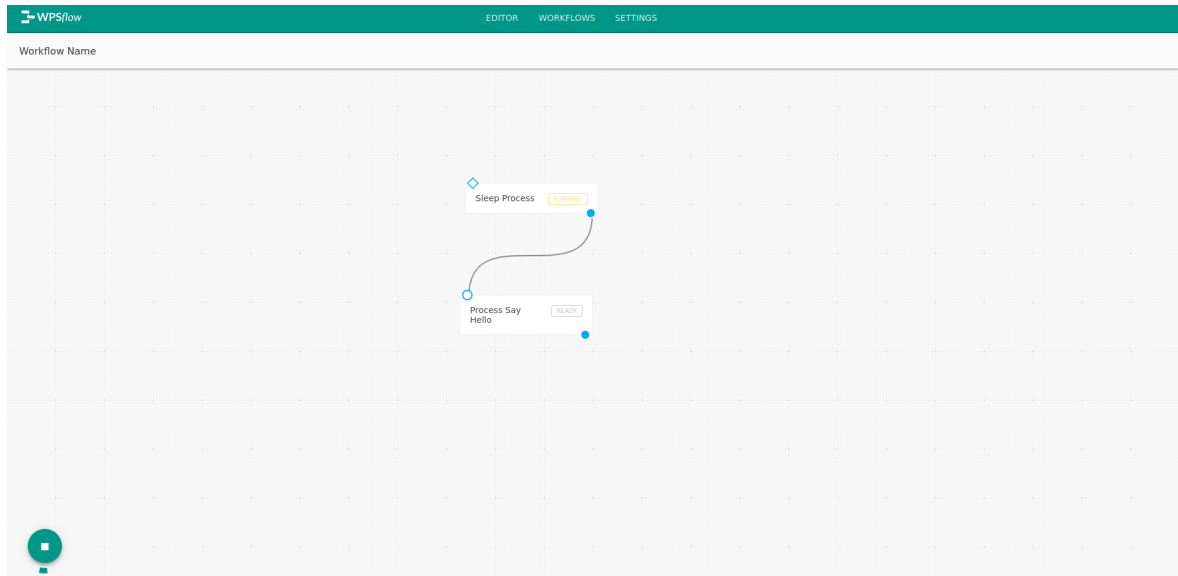 WPSflow
EDITOR WORKFLOWS SETTINGS
Workflow Name
Sleep Process RUNNING
Process Say READY
Hello